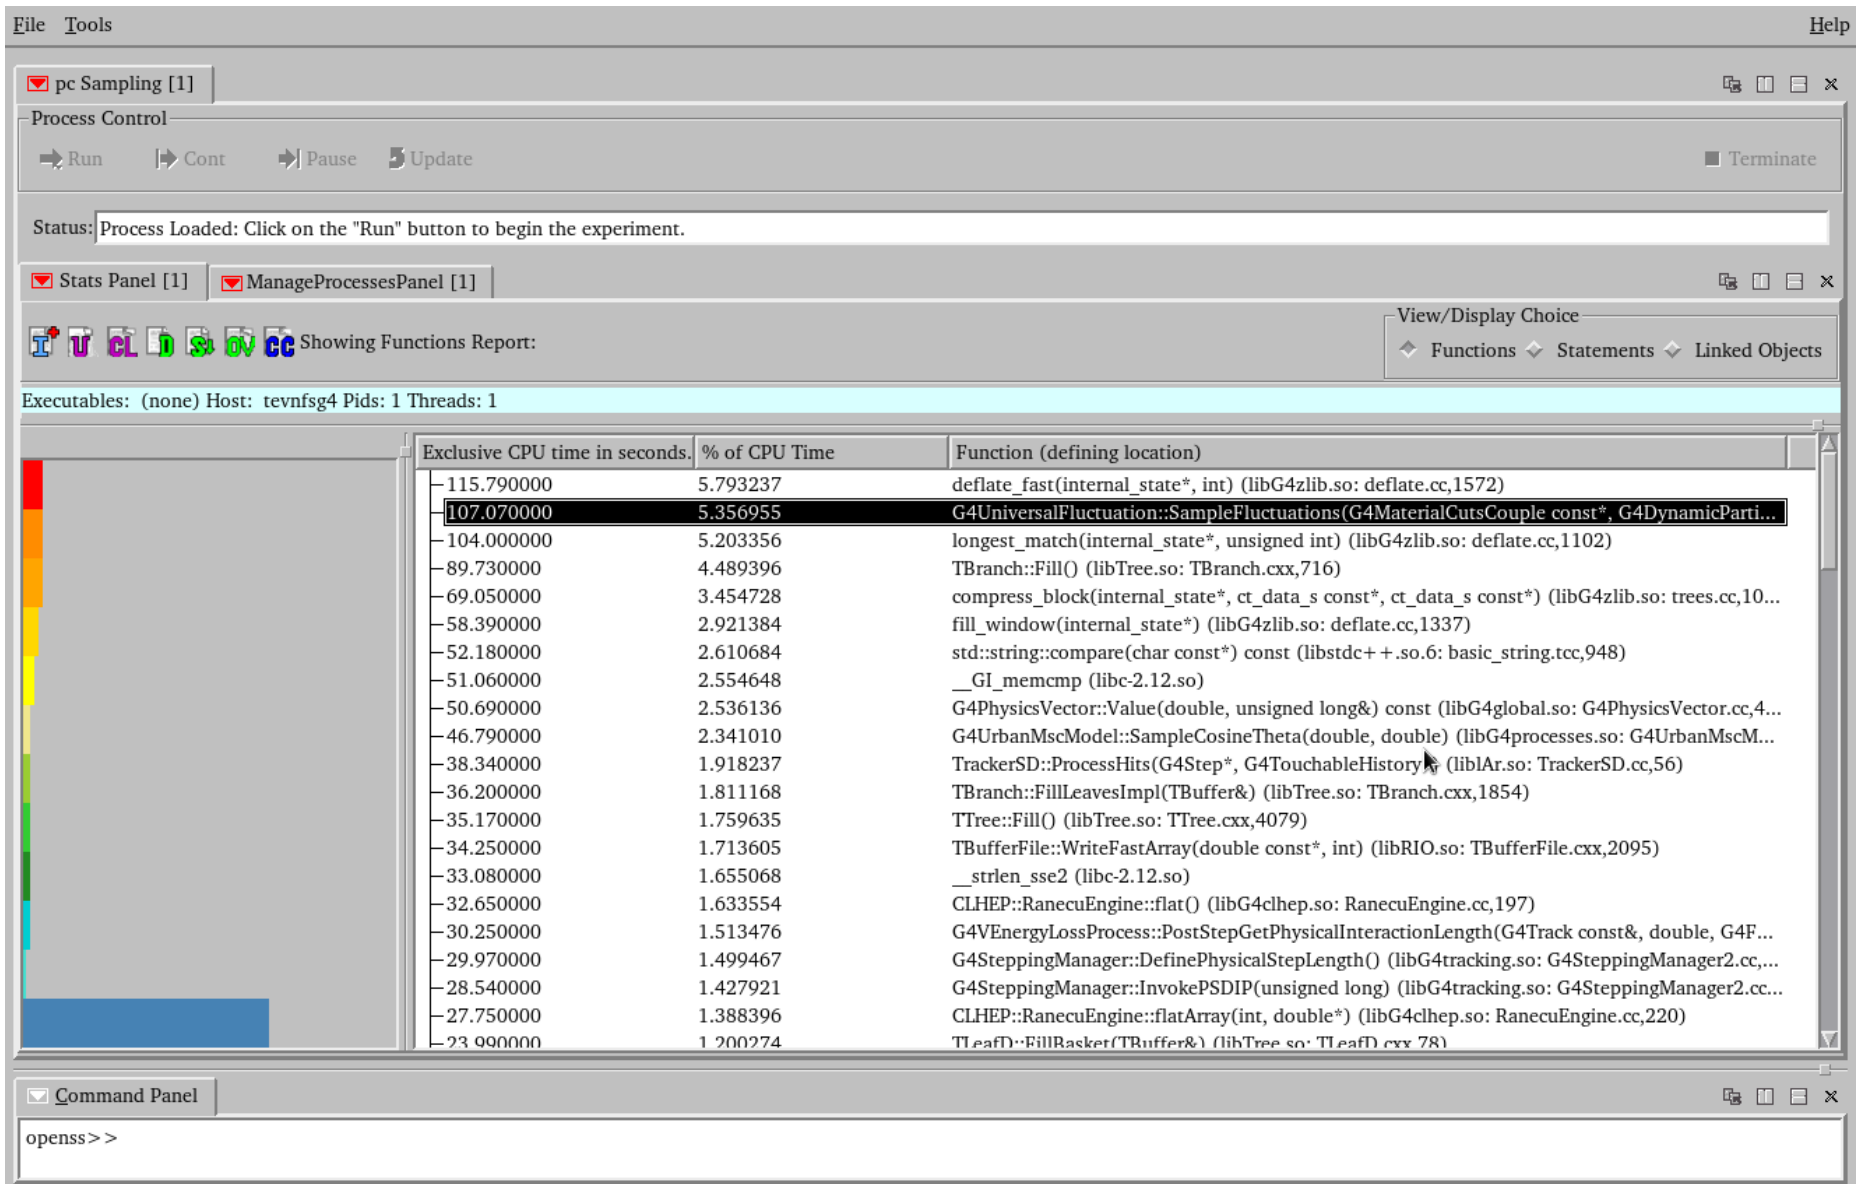 File Tools Help
pc Sampling [1]
Process Control
Run Cont Pause Update Terminate
Status: Process Loaded: Click on the "Run" button to begin the experiment.
Stats Panel [1] ManageProcessesPanel [1]
View/Display Choice
I U CL D S↓ OV CC Showing Functions Report: Functions Statements Linked Objects
Executables: (none) Host: tevnfsg4 Pids: 1 Threads: 1
Exclusive CPU time in seconds. % of CPU Time Function (defining location)
115.790000 5.793237 deflate_fast(internal_state*, int) (libG4zlib.so: deflate.cc,1572)
107.070000 5.356955 G4UniversalFluctuation::SampleFluctuations(G4MaterialCutsCouple const*, G4DynamicParti...
104.000000 5.203356 longest_match(internal_state*, unsigned int) (libG4zlib.so: deflate.cc,1102)
89.730000 4.489396 TBranch::Fill() (libTree.so: TBranch.cxx,716)
69.050000 3.454728 compress_block(internal_state*, ct_data_s const*, ct_data_s const*) (libG4zlib.so: trees.cc,10...
58.390000 2.921384 fill_window(internal_state*) (libG4zlib.so: deflate.cc,1337)
52.180000 2.610684 std::string::compare(char const*) const (libstdc++.so.6: basic_string.tcc,948)
51.060000 2.554648 __GI_memcmp (libc-2.12.so)
50.690000 2.536136 G4PhysicsVector::Value(double, unsigned long&) const (libG4global.so: G4PhysicsVector.cc,4...
46.790000 2.341010 G4UrbanMscModel::SampleCosineTheta(double, double) (libG4processes.so: G4UrbanMscM...
38.340000 1.918237 TrackerSD::ProcessHits(G4Step*, G4TouchableHistory (liblAr.so: TrackerSD.cc,56)
36.200000 1.811168 TBranch::FillLeavesImpl(TBuffer&) (libTree.so: TBranch.cxx,1854)
35.170000 1.759635 TTree::Fill() (libTree.so: TTree.cxx,4079)
34.250000 1.713605 TBufferFile::WriteFastArray(double const*, int) (libRIO.so: TBufferFile.cxx,2095)
33.080000 1.655068 __strlen_sse2 (libc-2.12.so)
32.650000 1.633554 CLHEP::RanecuEngine::flat() (libG4clhep.so: RanecuEngine.cc,197)
30.250000 1.513476 G4VEnergyLossProcess::PostStepGetPhysicalInteractionLength(G4Track const&, double, G4F...
29.970000 1.499467 G4SteppingManager::DefinePhysicalStepLength() (libG4tracking.so: G4SteppingManager2.cc,...
28.540000 1.427921 G4SteppingManager::InvokePSDIP(unsigned long) (libG4tracking.so: G4SteppingManager2.cc...
27.750000 1.388396 CLHEP::RanecuEngine::flatArray(int, double*) (libG4clhep.so: RanecuEngine.cc,220)
23.990000 1.200274 TLeafD::FillBasket(TBuffer&) (libTree.so: TLeafD.cxx,78)
Command Panel
openss>>